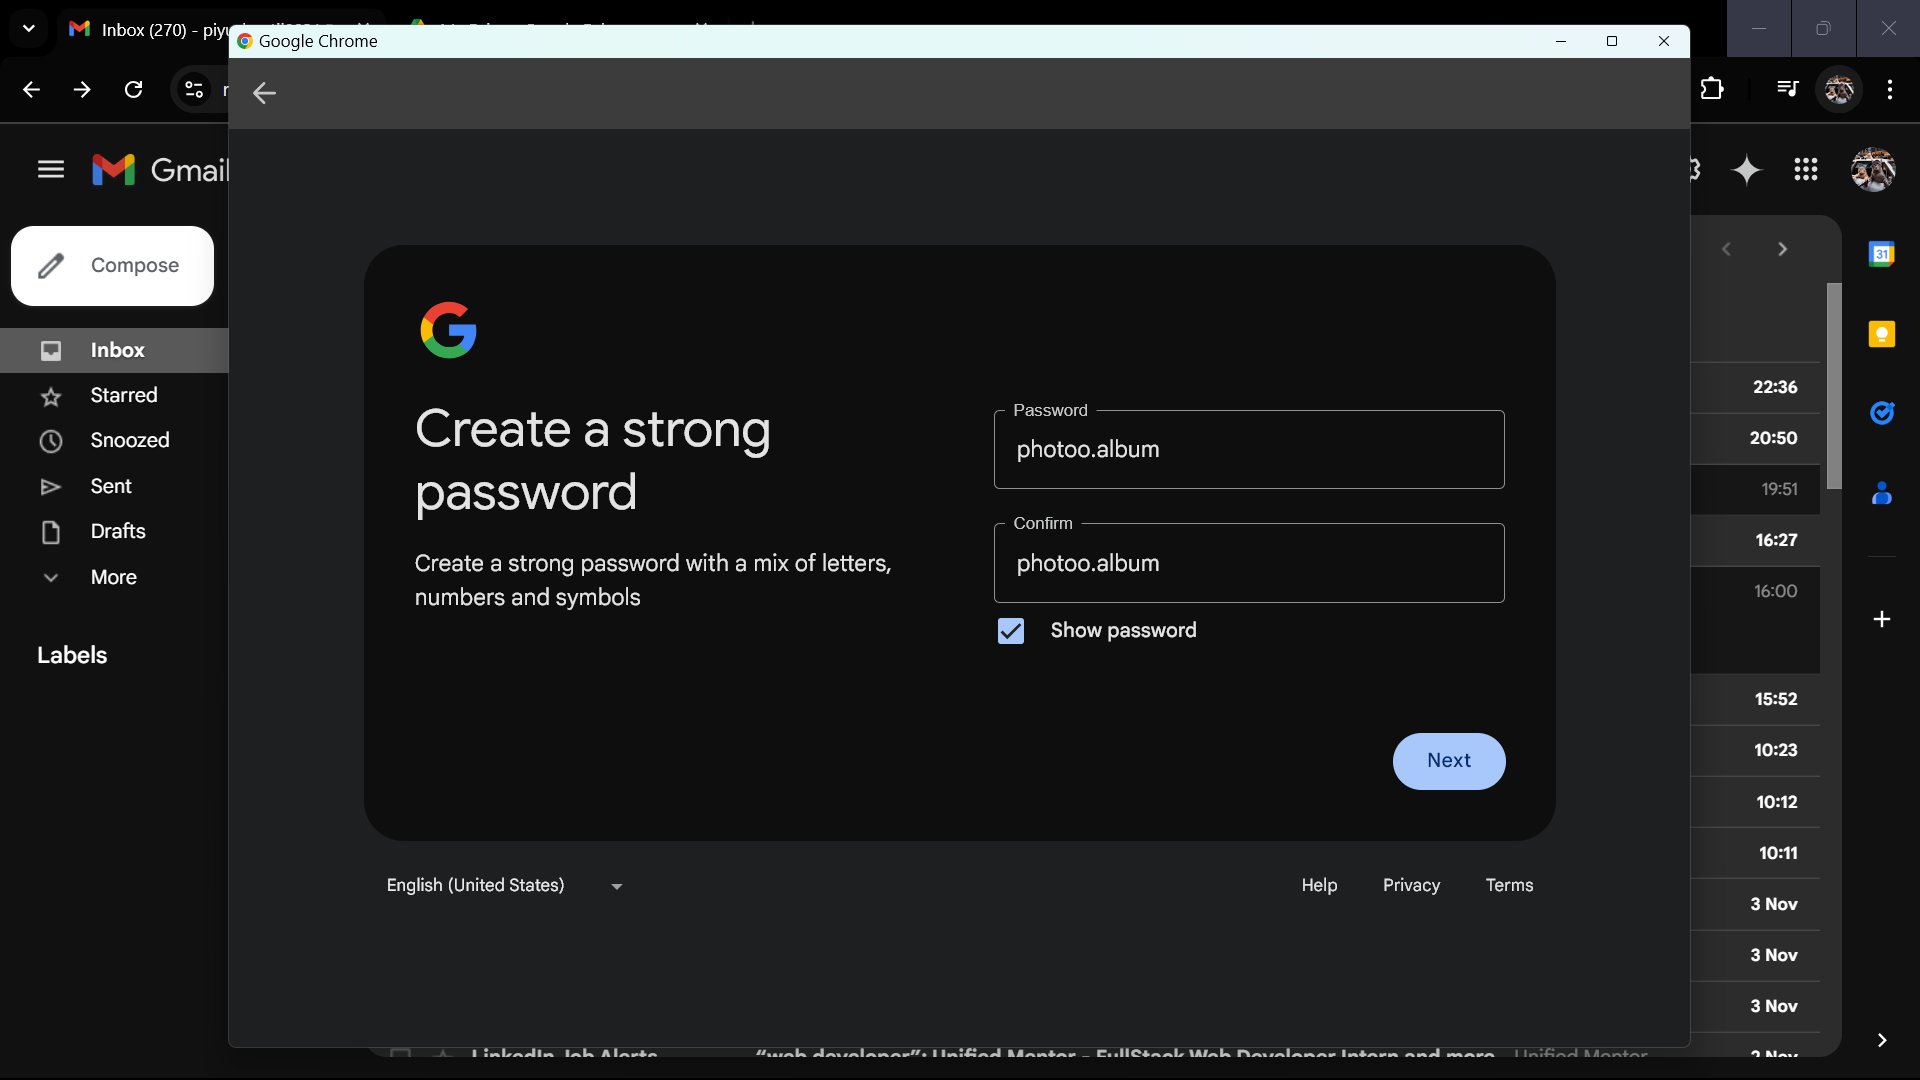 Inbox (270) - piyu
Google Chrome
Gmail
Compose
Inbox
Starred
Snoozed
Sent
Drafts
More
Labels
Create a strong
password
Create a strong password with a mix of letters,
numbers and symbols
Password
photoo.album
Confirm
photoo.album
Show password
Next
English (United States)
Help
Privacy
Terms
22:36
20:50
19:51
16:27
16:00
15:52
10:23
10:12
10:11
3 Nov
3 Nov
3 Nov
2 Nov
31
LinkedIn Job Alerts
“web developer”: Unified Mentor - FullStack Web Developer Intern and more
Unified Mentor